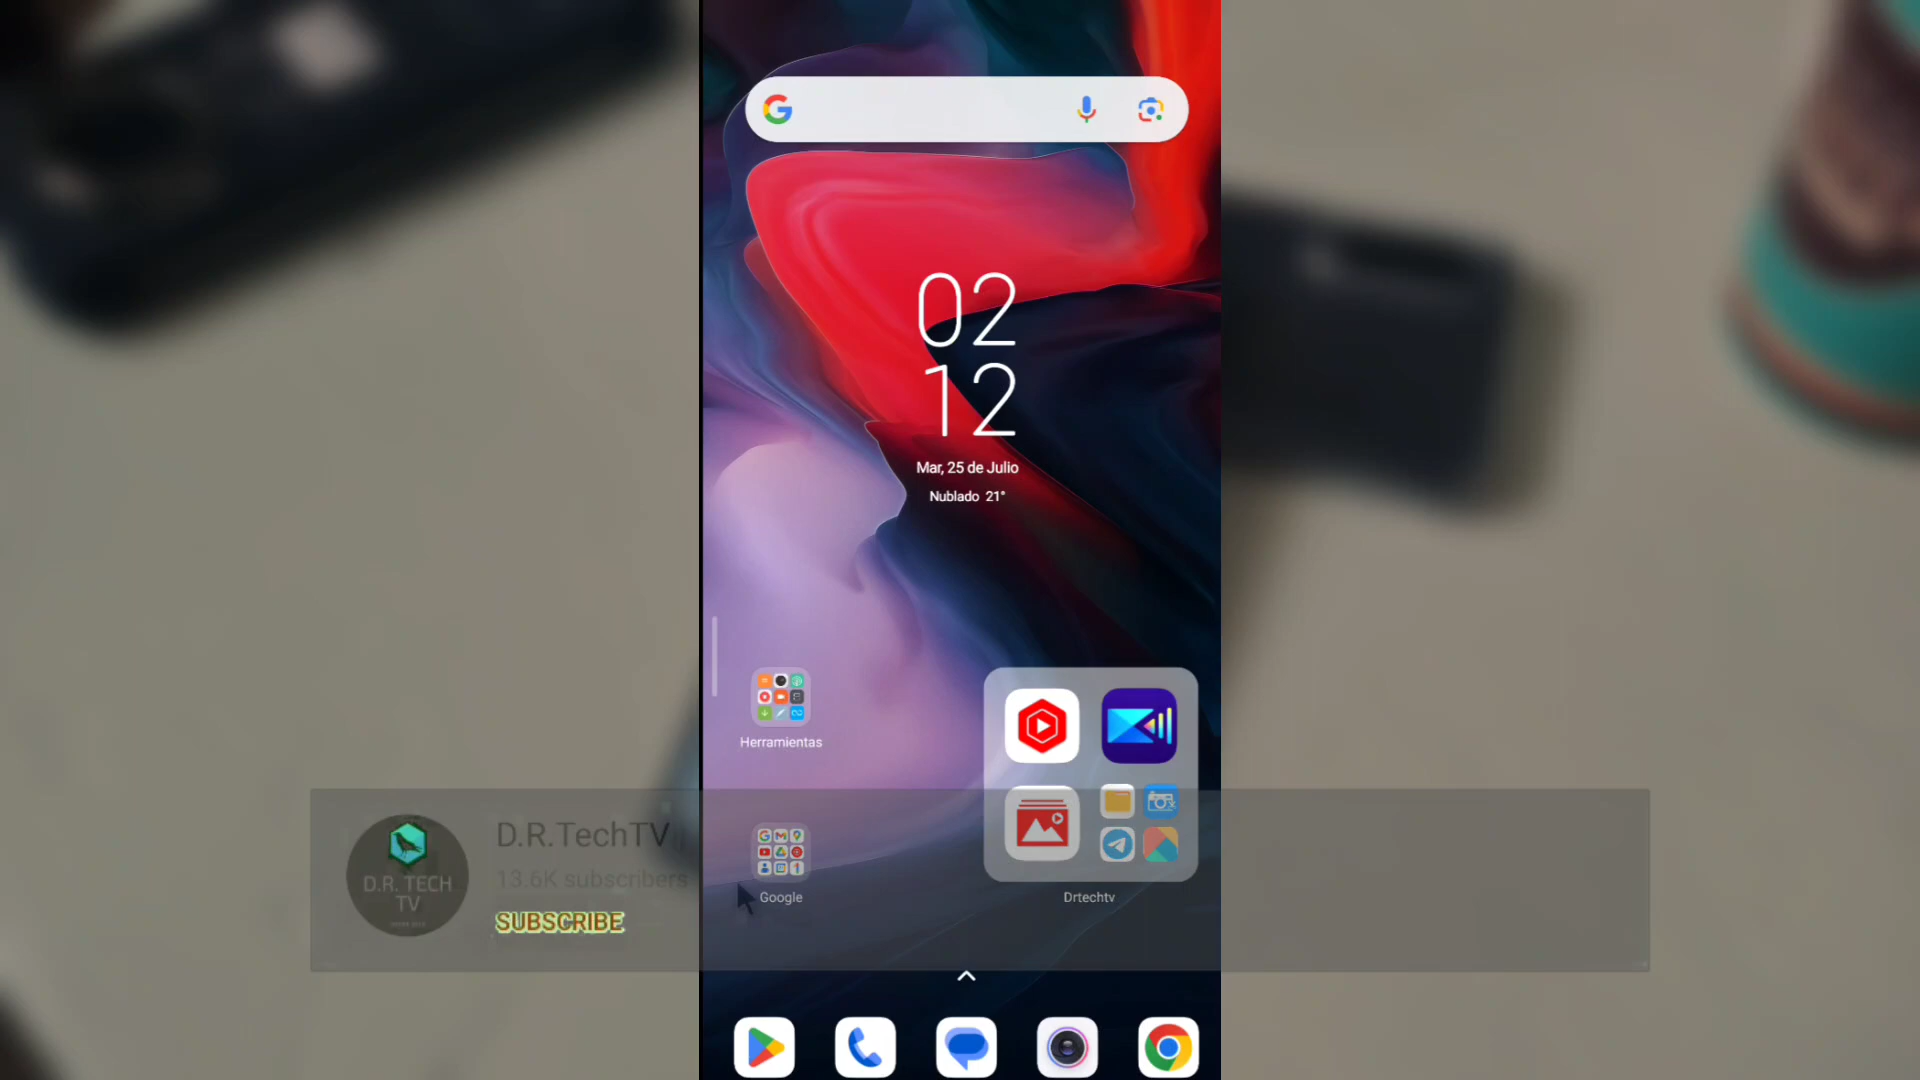 02
12
Mar, 25 de Julio
Nublado 21°
Herramientas
Google
Drtechtv
D.R.TechTV
13.6K subscribers
SUBSCRIBE
D.R. TECH
TV